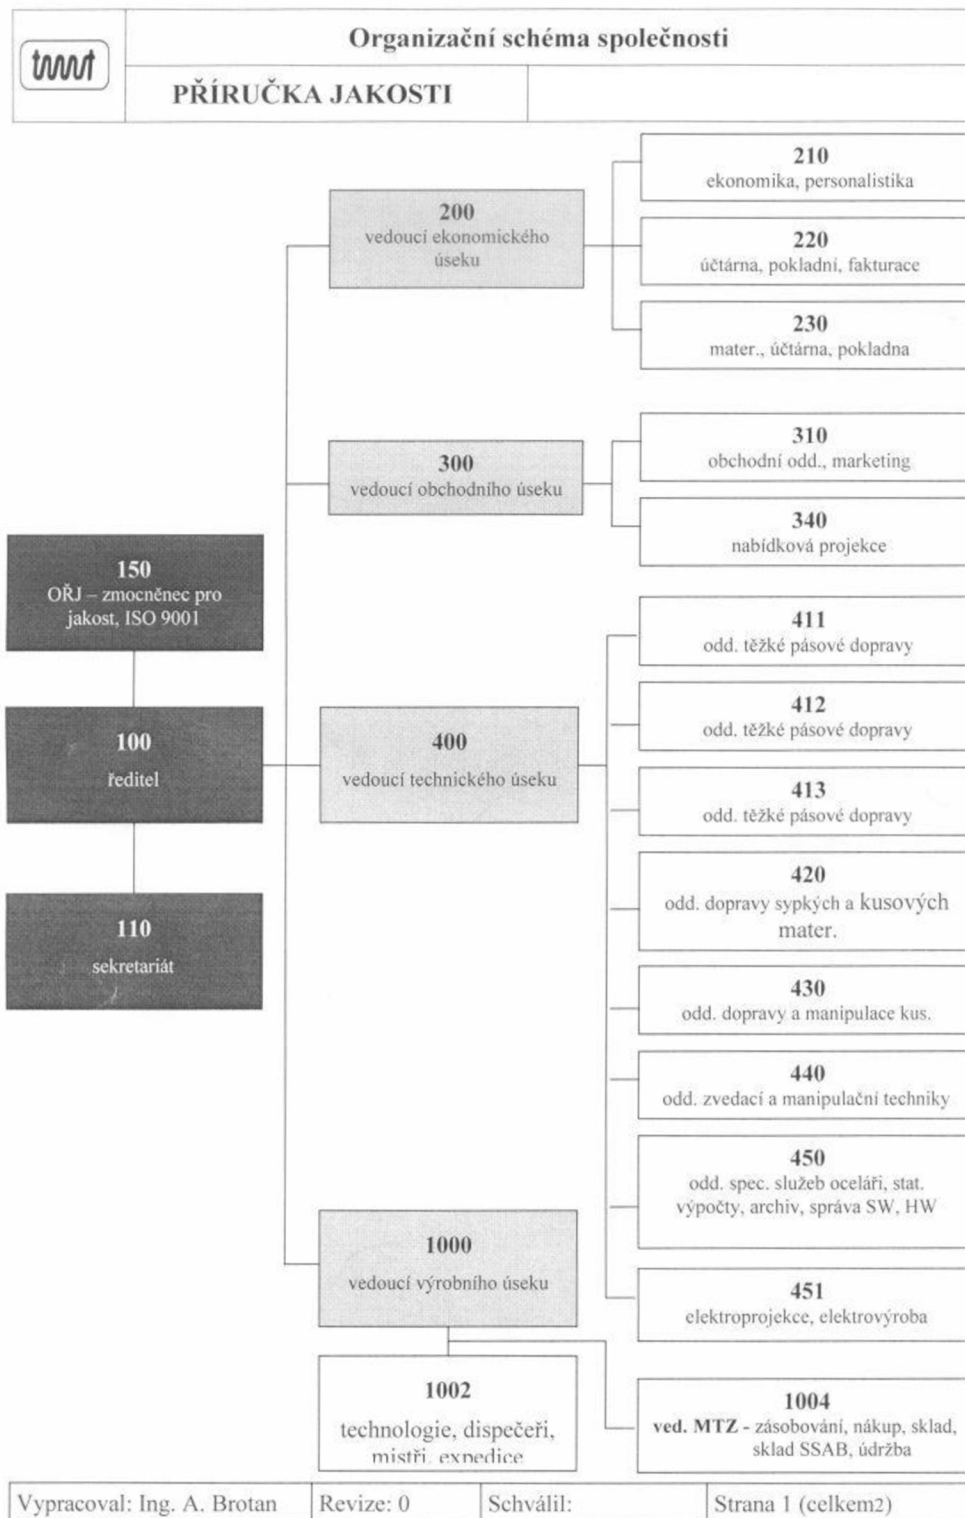 tmt
Organizační schéma společnosti
PŘÍRUČKA JAKOSTI
210
ekonomika, personalistika
200
vedoucí ekonomického
úseku
220
účtárna, pokladní, fakturace
230
mater., účtárna, pokladna
310
obchodní odd., marketing
300
vedoucí obchodního úseku
340
nabídková projekce
150
OŘJ – zmocněnec pro
jakost, ISO 9001
411
odd. těžké pásové dopravy
100
ředitel
400
vedoucí technického úseku
412
odd. těžké pásové dopravy
413
odd. těžké pásové dopravy
420
odd. dopravy sypkých a kusových
mater.
110
sekretariát
430
odd. dopravy a manipulace kus.
440
odd. zvedací a manipulační techniky
450
odd. spec. služeb oceláři, stat.
výpočty, archiv, správa SW, HW
1000
vedoucí výrobního úseku
451
elektroprojekce, elektrovýroba
1002
technologie, dispečeři,
mistři, expedice
1004
ved. MTZ - zásobování, nákup, sklad,
sklad SSAB, údržba
Vypracoval: Ing. A. Brotan Revize: 0 Schválil: Strana 1 (celkem2)